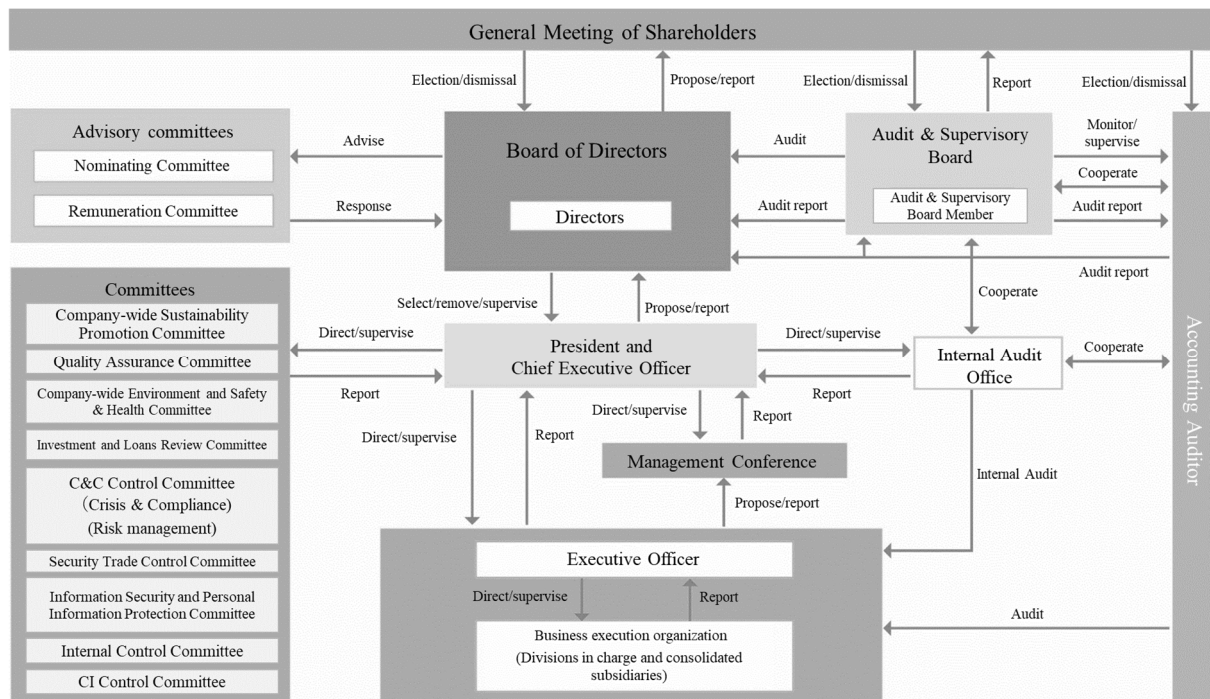 General Meeting of Shareholders
Election/dismissal
Propose/report
Election/dismissal
Report
Election/dismissal
Advisory committees
Nominating Committee
Remuneration Committee
Advise
Response
Board of Directors
Directors
Audit
Audit report
Audit & Supervisory
Board
Audit & Supervisory
Board Member
Monitor/
supervise
Cooperate
Audit report
Audit report
Cooperate
Select/remove/supervise
Propose/report
Committees
Company-wide Sustainability
Promotion Committee
Quality Assurance Committee
Company-wide Environment and Safety
& Health Committee
Investment and Loans Review Committee
C&C Control Committee
(Crisis & Compliance)
(Risk management)
Security Trade Control Committee
Information Security and Personal
Information Protection Committee
Internal Control Committee
CI Control Committee
Direct/supervise
Report
President and
Chief Executive Officer
Direct/supervise
Report
Internal Audit
Office
Cooperate
Accounting Auditor
Direct/supervise
Report
Direct/supervise
Report
Management Conference
Propose/report
Internal Audit
Executive Officer
Direct/supervise
Report
Business execution organization
(Divisions in charge and consolidated
subsidiaries)
Audit